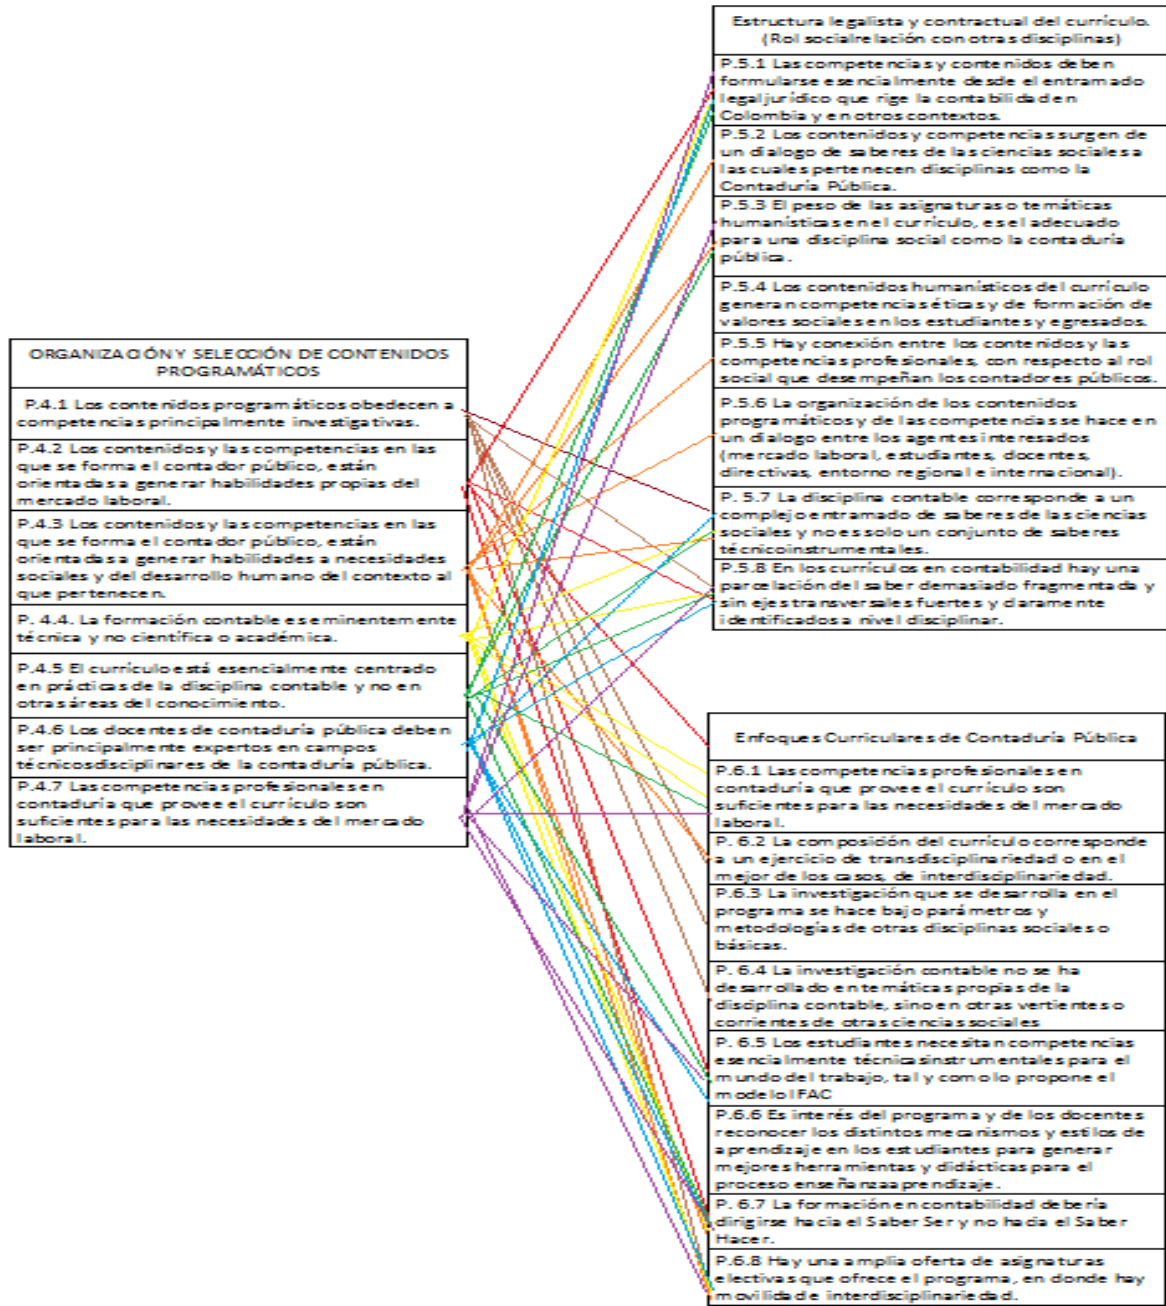 Estructura legalista y contractual del currículo.
(Rol socialrelación con otras disciplinas)
P.5.1 Las competencias y contenidos deben
formularse esencialmente desde el entramado
legal jurídico que rige la contabilidad en
Colombia y en otros contextos.
P.5.2 Los contenidos y competencias surgen de
un dialogo de saberes de las ciencias sociales a
las cuales pertenecen disciplinas como la
Contaduría Pública.
P.5.3 El peso de las asignaturas o temáticas
humanísticas en el currículo, es el adecuado
para una disciplina social como la contaduría
pública.
P.5.4 Los contenidos humanísticos del currículo
generan competencias éticas y de formación de
valores sociales en los estudiantes y egresados.
P.5.5 Hay conexión entre los contenidos y las
competencias profesionales, con respecto al rol
social que desempeñan los contadores públicos.
P.5.6 La organización de los contenidos
programáticos y de las competencias se hace en
un dialogo entre los agentes interesados
(mercado laboral, estudiantes, docentes,
directivas, entorno regional e internacional).
P. 5.7 La disciplina contable corresponde a un
complejo entramado de saberes de las ciencias
sociales y no es solo un conjunto de saberes
técnicoinstrumentales.
P.5.8 En los currículos en contabilidad hay una
parcelación del saber demasiado fragmentada y
sin ejes transversales fuertes y claramente
identificados a nivel disciplinar.
ORGANIZACIÓN Y SELECCIÓN DE CONTENIDOS
PROGRAMÁTICOS
P.4.1 Los contenidos programáticos obedecen a
competencias principalmente investigativas.
P.4.2 Los contenidos y las competencias en las
que se forma el contador público, están
orientadas a generar habilidades propias del
mercado laboral.
P.4.3 Los contenidos y las competencias en las
que se forma el contador público, están
orientadas a generar habilidades a necesidades
sociales y del desarrollo humano del contexto al
que pertenecen.
P. 4.4. La formación contable es eminentemente
técnica y no científica o académica.
P.4.5 El currículo está esencialmente centrado
en prácticas de la disciplina contable y no en
otras áreas del conocimiento.
P.4.6 Los docentes de contaduría pública deben
ser principalmente expertos en campos
técnicosdisciplinares de la contaduría pública.
P.4.7 Las competencias profesionales en
contaduría que provee el currículo son
suficientes para las necesidades del mercado
laboral.
Enfoques Curriculares de Contaduría Pública
P.6.1 Las competencias profesionales en
contaduría que provee el currículo son
suficientes para las necesidades del mercado
laboral.
P. 6.2 La composición del currículo corresponde
a un ejercicio de transdisciplinariedad o en el
mejor de los casos, de interdisciplinariedad.
P.6.3 La investigación que se desarrolla en el
programa se hace bajo parámetros y
metodologías de otras disciplinas sociales o
básicas.
P. 6.4 La investigación contable no se ha
desarrollado en temáticas propias de la
disciplina contable, sino en otras vertientes o
corrientes de otras ciencias sociales
P. 6.5 Los estudiantes necesitan competencias
esencialmente técnicasinstrumentales para el
mundo del trabajo, tal y como lo propone el
modelo IFAC
P.6.6 Es interés del programa y de los docentes
reconocer los distintos mecanismos y estilos de
aprendizaje en los estudiantes para generar
mejores herramientas y didácticas para el
proceso enseñanzaaprendizaje.
P. 6.7 La formación en contabilidad debería
dirigirse hacia el Saber Ser y no hacia el Saber
Hacer.
P.6.8 Hay una amplia oferta de asignaturas
electivas que ofrece el programa, en donde hay
movilidad e interdisciplinariedad.